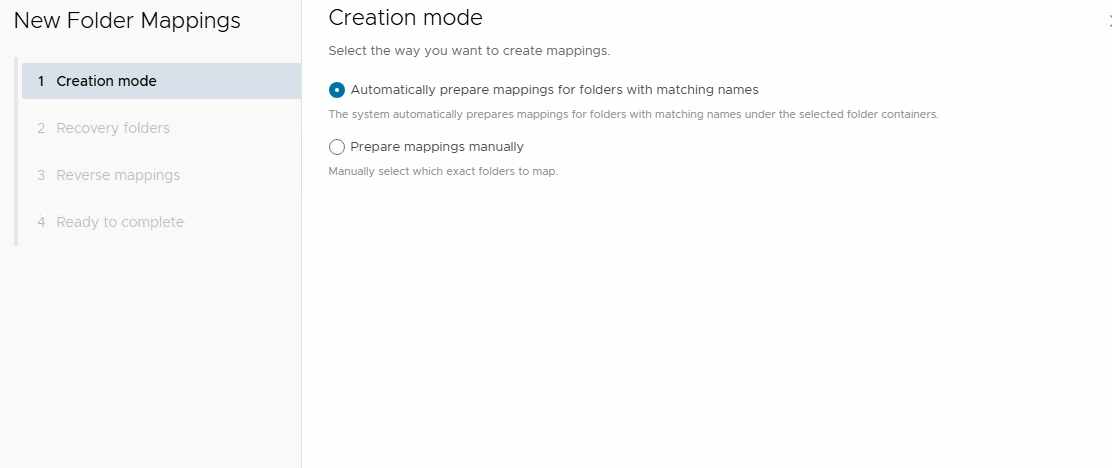 New Folder Mappings
1 Creation mode
2 Recovery folders
3 Reverse mappings
4 Ready to complete
Creation mode
Select the way you want to create mappings.
Automatically prepare mappings for folders with matching names
The system automatically prepares mappings for folders with matching names under the selected folder containers.
Prepare mappings manually
Manually select which exact folders to map.